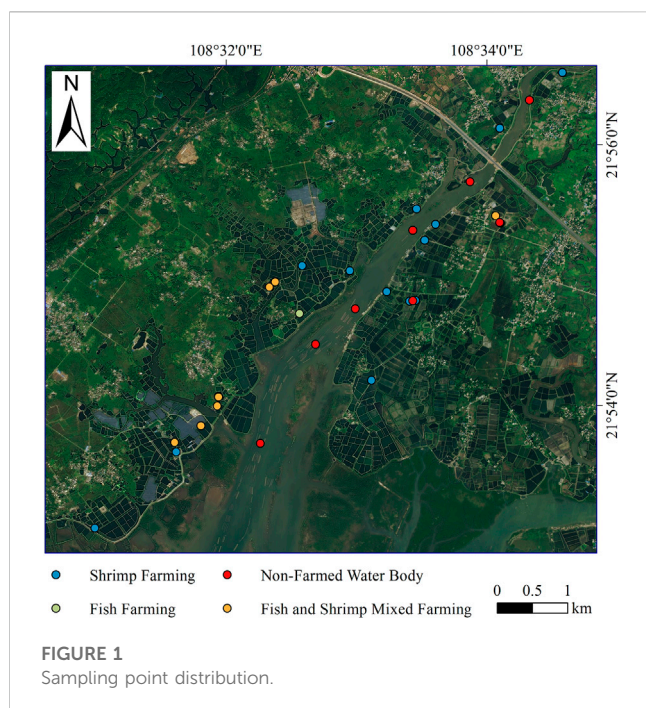 108°32'0"E 108°34'0"E
N
21°56'0"N
21°54'0"N
Shrimp Farming Non-Farmed Water Body
Fish Farming Fish and Shrimp Mixed Farming
0 0.5 1
km
FIGURE 1
Sampling point distribution.